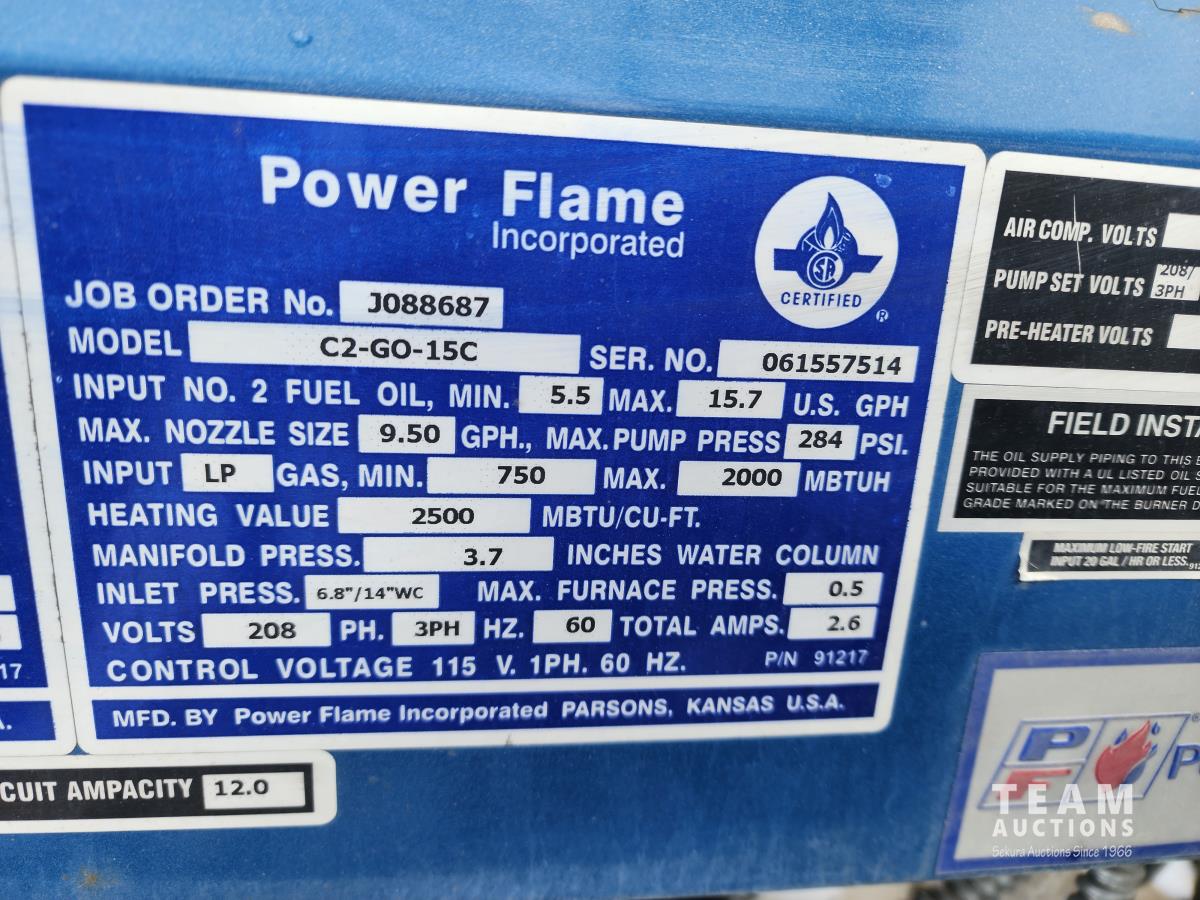 Power Flame
Incorporated
SR
CERTIFIED
®
JOB ORDER No. J088687
MODEL C2-GO-15C SER. NO. 061557514
INPUT NO. 2 FUEL OIL, MIN. 5.5 MAX. 15.7 U.S. GPH
MAX. NOZZLE SIZE 9.50 GPH., MAX. PUMP PRESS 284 PSI.
INPUT LP GAS, MIN. 750 MAX. 2000 MBTUH
HEATING VALUE 2500 MBTU/CU-FT.
MANIFOLD PRESS. 3.7 INCHES WATER COLUMN
INLET PRESS. 6.8"/14"WC MAX. FURNACE PRESS. 0.5
VOLTS 208 PH. 3PH HZ. 60 TOTAL AMPS. 2.6
CONTROL VOLTAGE 115 V. 1PH. 60 HZ. P/N 91217
MFD. BY Power Flame Incorporated PARSONS, KANSAS U.S.A.
17
A.
CUIT AMPACITY 12.0
AIR COMP. VOLTS
PUMP SET VOLTS 208/
3PH
PRE-HEATER VOLTS
FIELD INSTA
THE OIL SUPPLY PIPING TO THIS B
PROVIDED WITH A UL LISTED OIL S
SUITABLE FOR THE MAXIMUM FUEL
GRADE MARKED ON THE BURNER D
MAXIMUM LOW-FIRE START
INPUT 20 GAL / HR OR LESS. 912
PF
P
®
TEAM
AUCTIONS
Sekura Auctions Since 1966